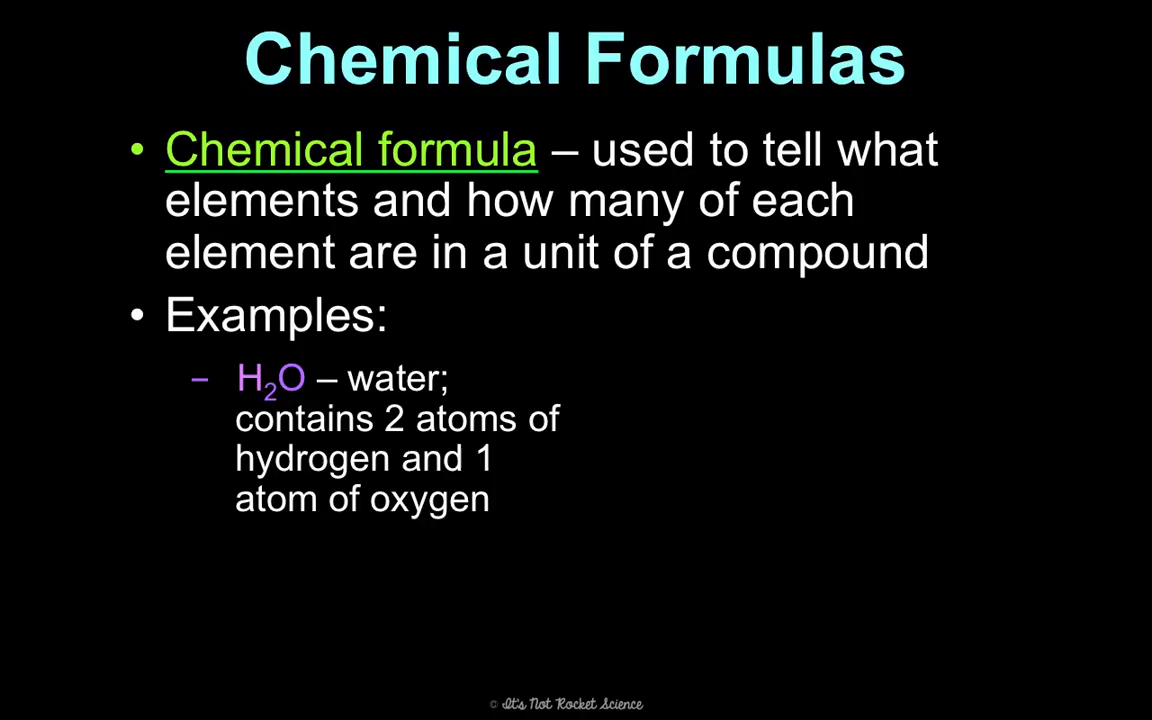 Chemical Formulas
• Chemical formula – used to tell what
elements and how many of each
element are in a unit of a compound
• Examples:
– H₂O – water;
contains 2 atoms of
hydrogen and 1
atom of oxygen
© It's Not Rocket Science